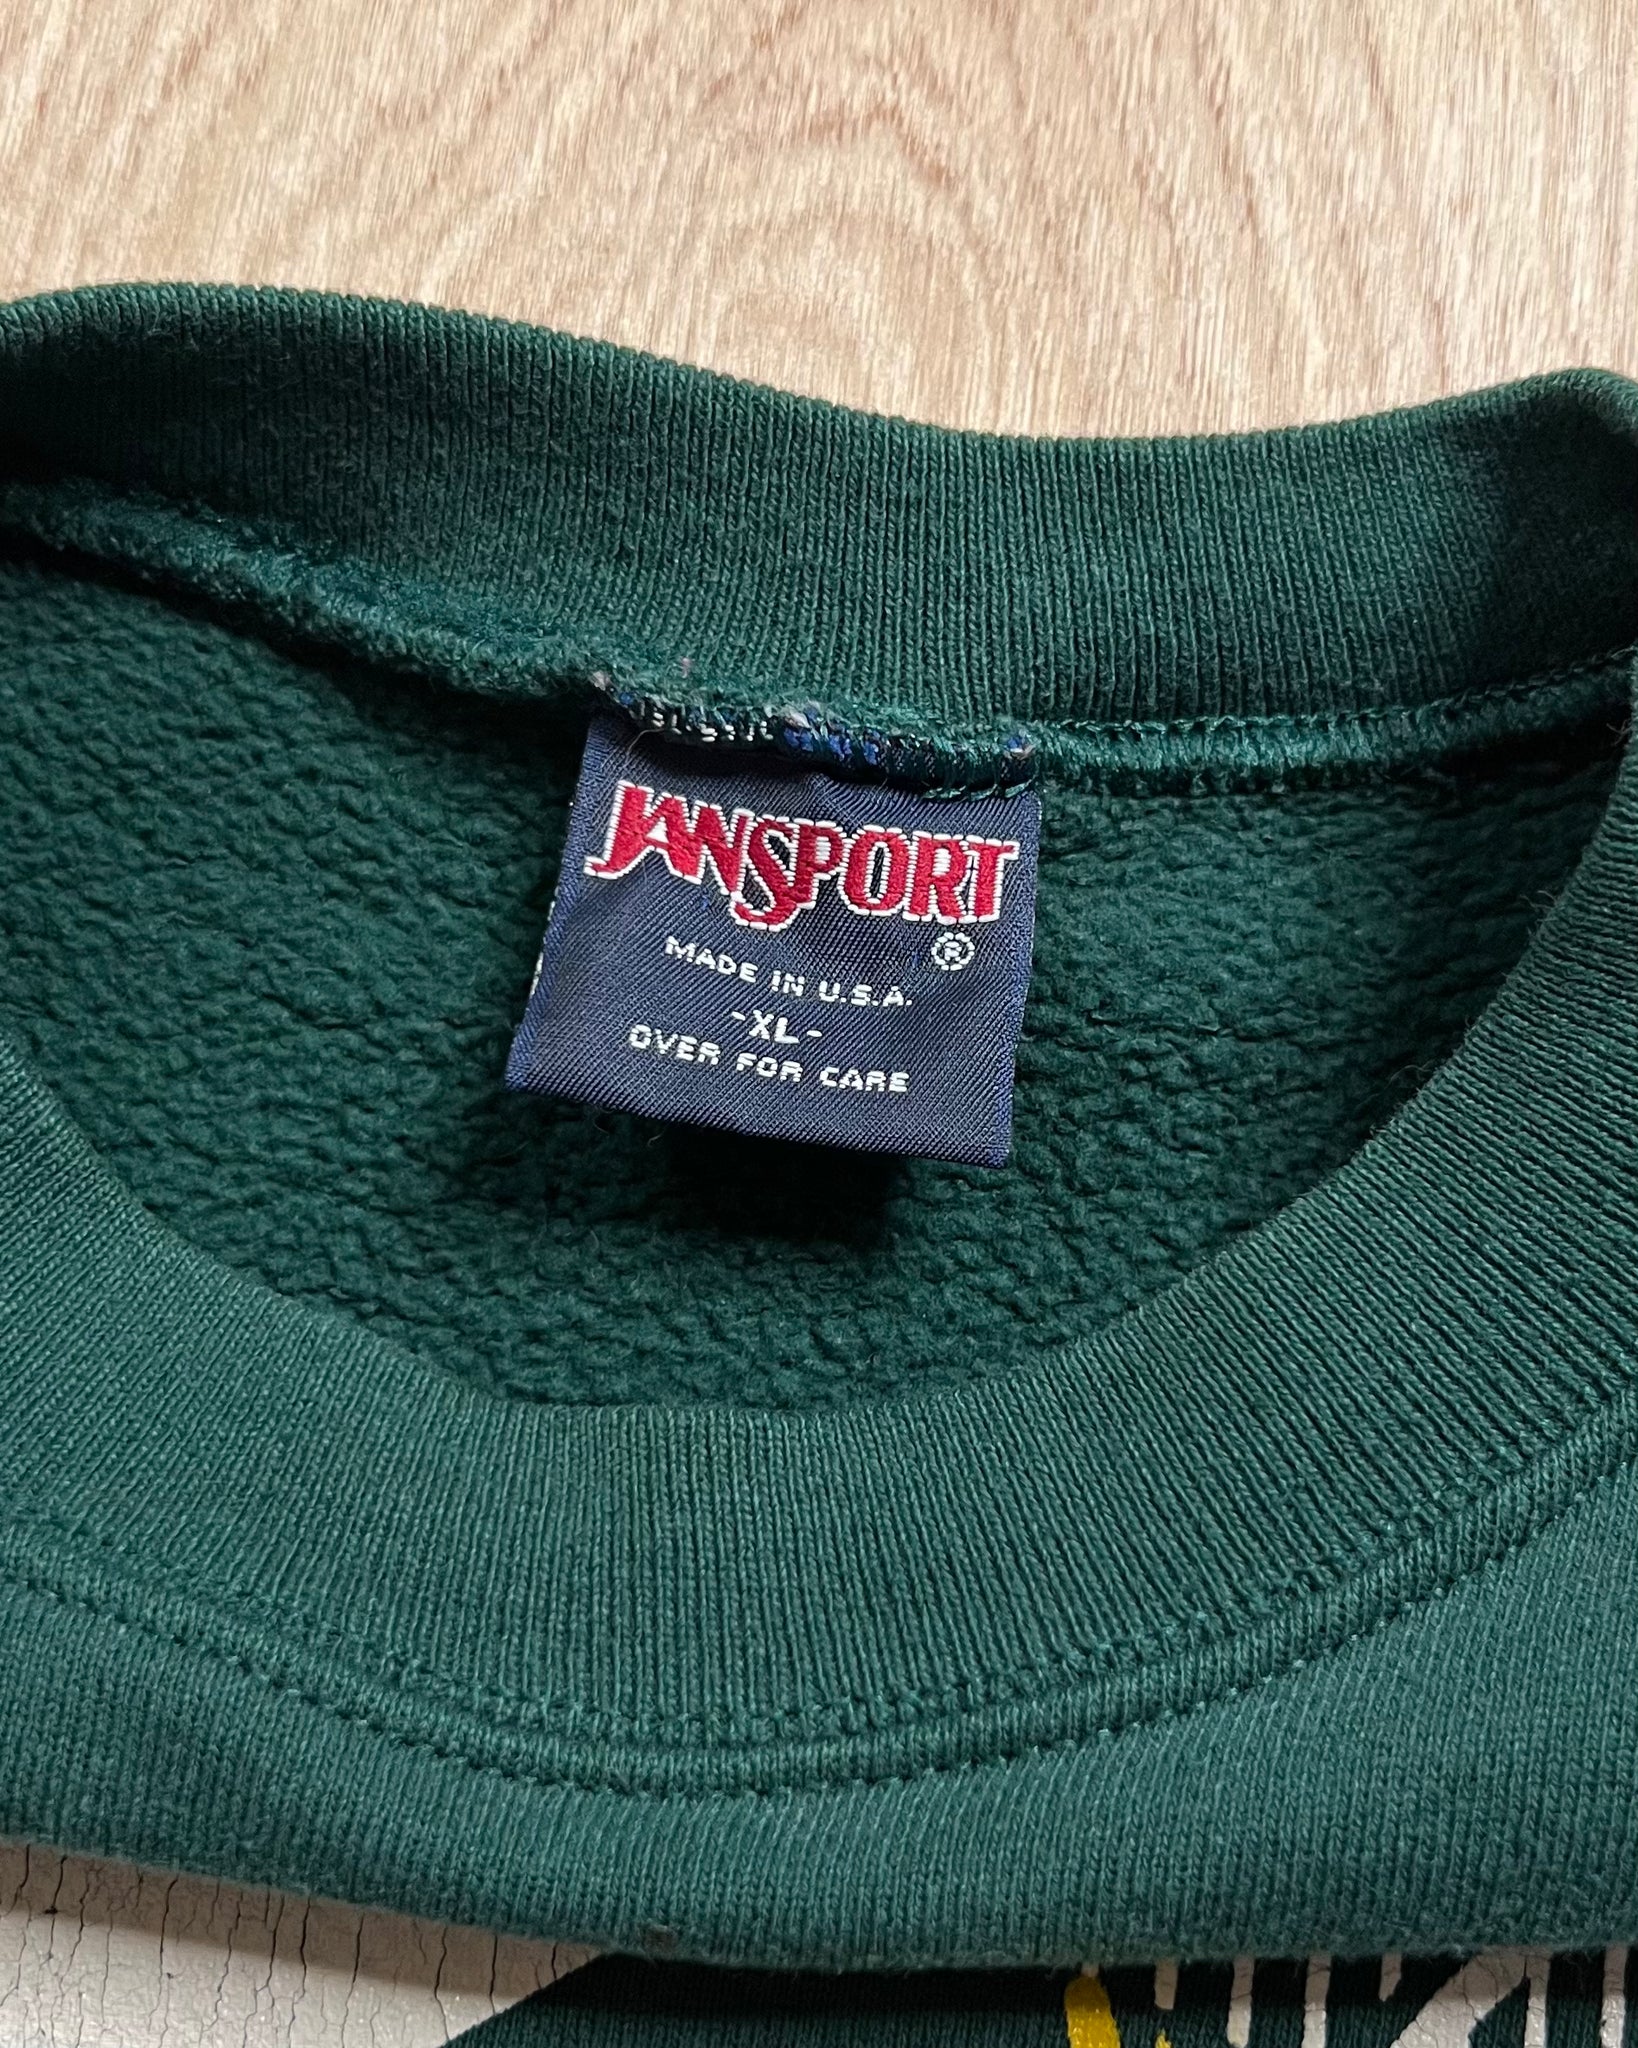 JANSPORT
®
MADE IN U.S.A.
-XL-
OVER FOR CARE